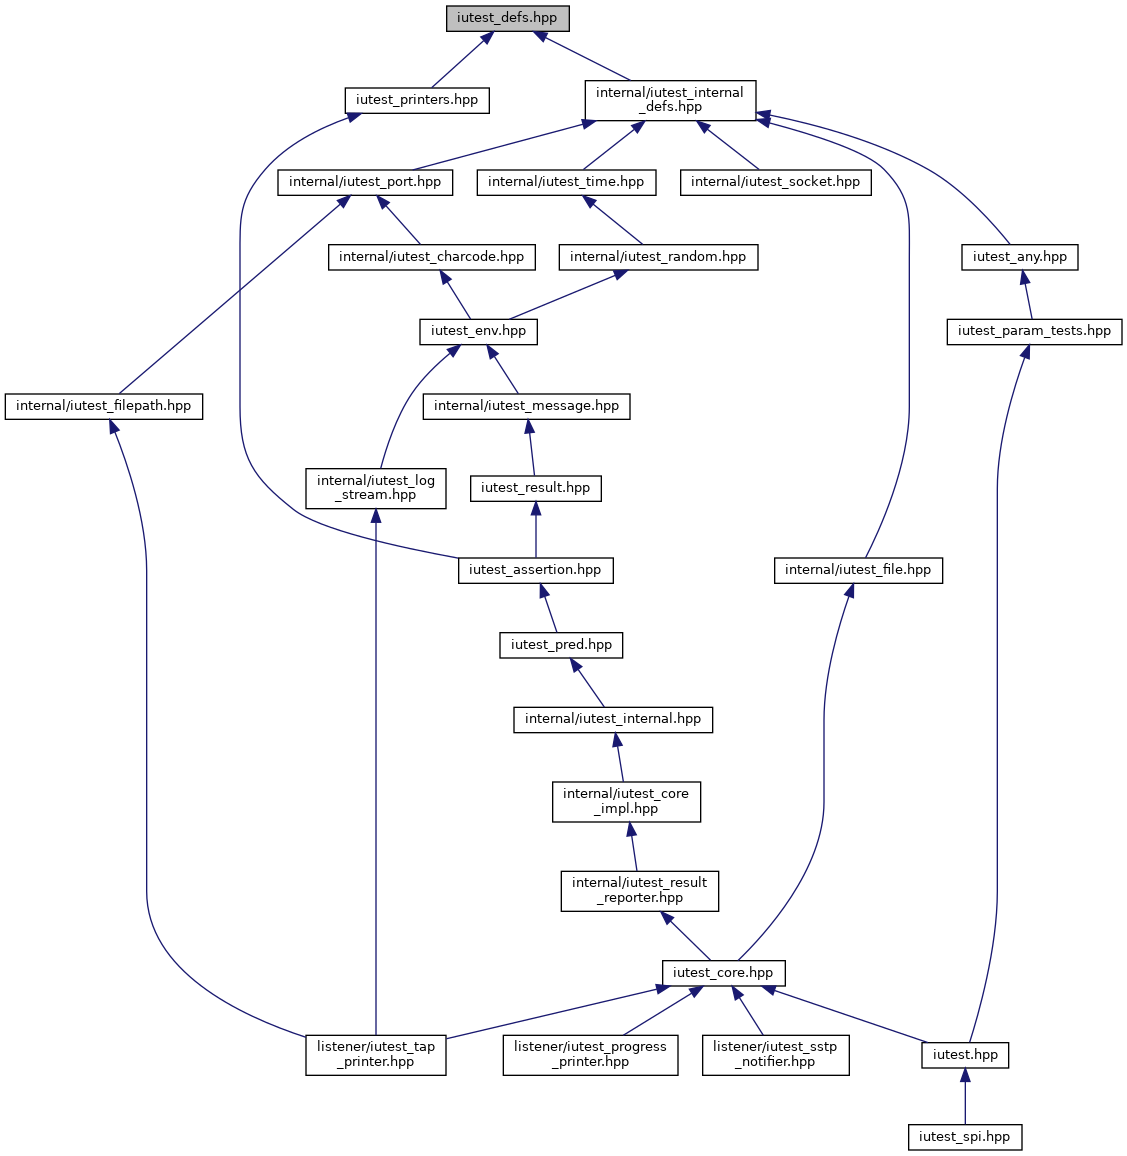 iutest_defs.hpp
iutest_printers.hpp
internal/iutest_internal
_defs.hpp
internal/iutest_port.hpp
internal/iutest_time.hpp
internal/iutest_socket.hpp
internal/iutest_charcode.hpp
internal/iutest_random.hpp
iutest_any.hpp
iutest_env.hpp
iutest_param_tests.hpp
internal/iutest_filepath.hpp
internal/iutest_message.hpp
internal/iutest_log
_stream.hpp
iutest_result.hpp
iutest_assertion.hpp
internal/iutest_file.hpp
iutest_pred.hpp
internal/iutest_internal.hpp
internal/iutest_core
_impl.hpp
internal/iutest_result
_reporter.hpp
iutest_core.hpp
listener/iutest_tap
_printer.hpp
listener/iutest_progress
_printer.hpp
listener/iutest_sstp
_notifier.hpp
iutest.hpp
iutest_spi.hpp